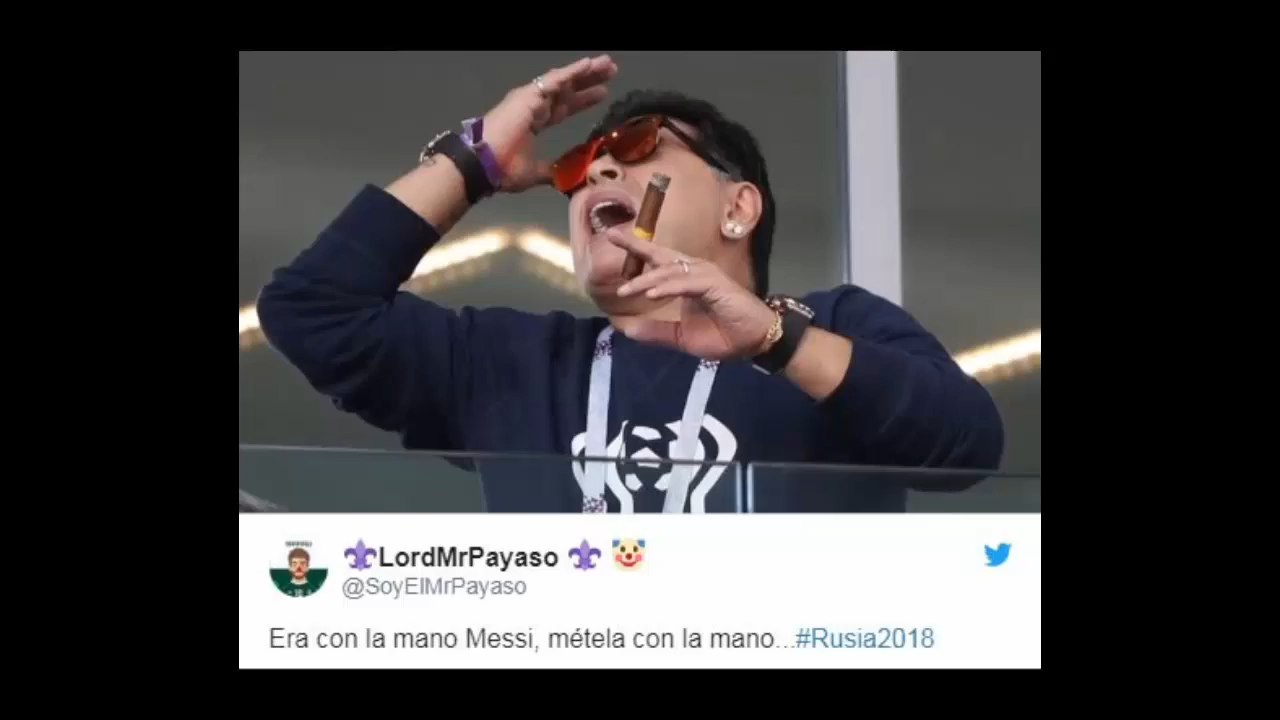 ⚜LordMrPayaso ⚜ 🤡
@SoyElMrPayaso
Era con la mano Messi, métela con la mano...#Rusia2018